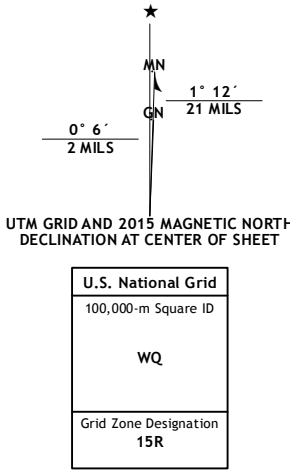 ★
MN
1° 12´
GN
21 MILS
0° 6´
2 MILS
UTM GRID AND 2015 MAGNETIC NORTH
DECLINATION AT CENTER OF SHEET
U.S. National Grid
100,000-m Square ID
WQ
Grid Zone Designation
15R